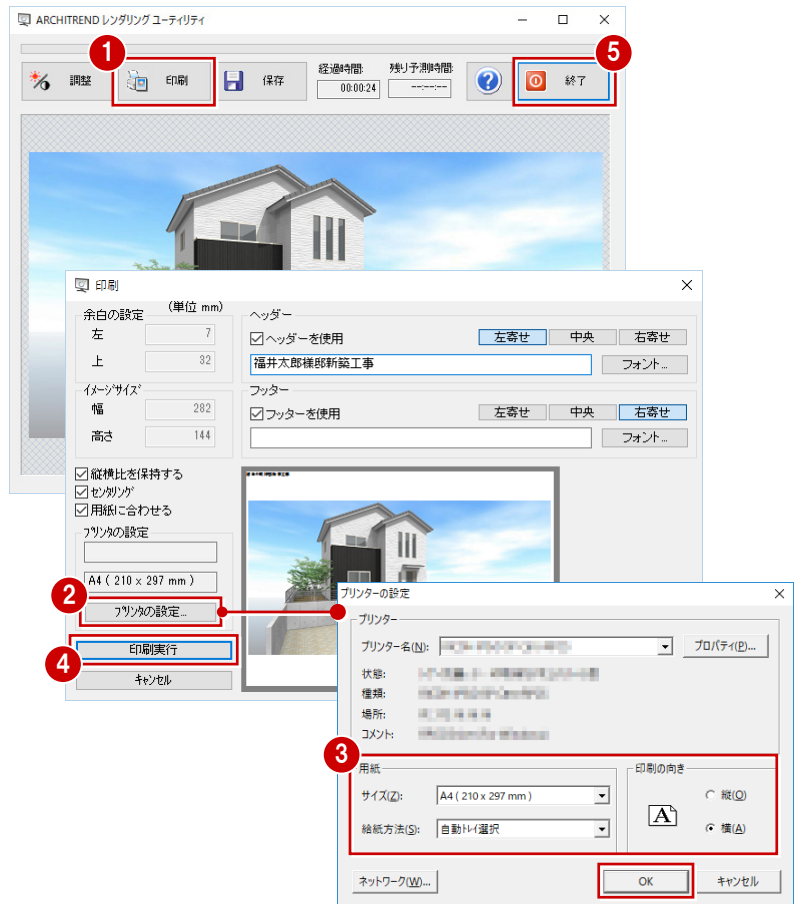 ARCHITREND レンダリング ユーティリティ
1
5
調整
印刷
保存
経過時間:
00:00:24
残り予測時間:
--:--:--
終了
印刷
余白の設定
(単位 mm)
左
7
上
32
イメージサイズ
幅
282
高さ
144
ヘッダー
ヘッダーを使用
左寄せ
中央
右寄せ
福井太郎様邸新築工事
フォント...
フッター
フッターを使用
左寄せ
中央
右寄せ
フォント...
縦横比を保持する
センタリング
用紙に合わせる
プリンタの設定
A4 ( 210 x 297 mm )
2
プリンタの設定...
4
印刷実行
キャンセル
プリンターの設定
プリンター
プリンター名(N):
プロパティ(P)...
状態:
種類:
場所:
コメント:
3
用紙
サイズ(Z):
A4 ( 210 x 297 mm )
給紙方法(S):
自動トレイ選択
印刷の向き
A
縦(O)
横(A)
ネットワーク(W)...
OK
キャンセル